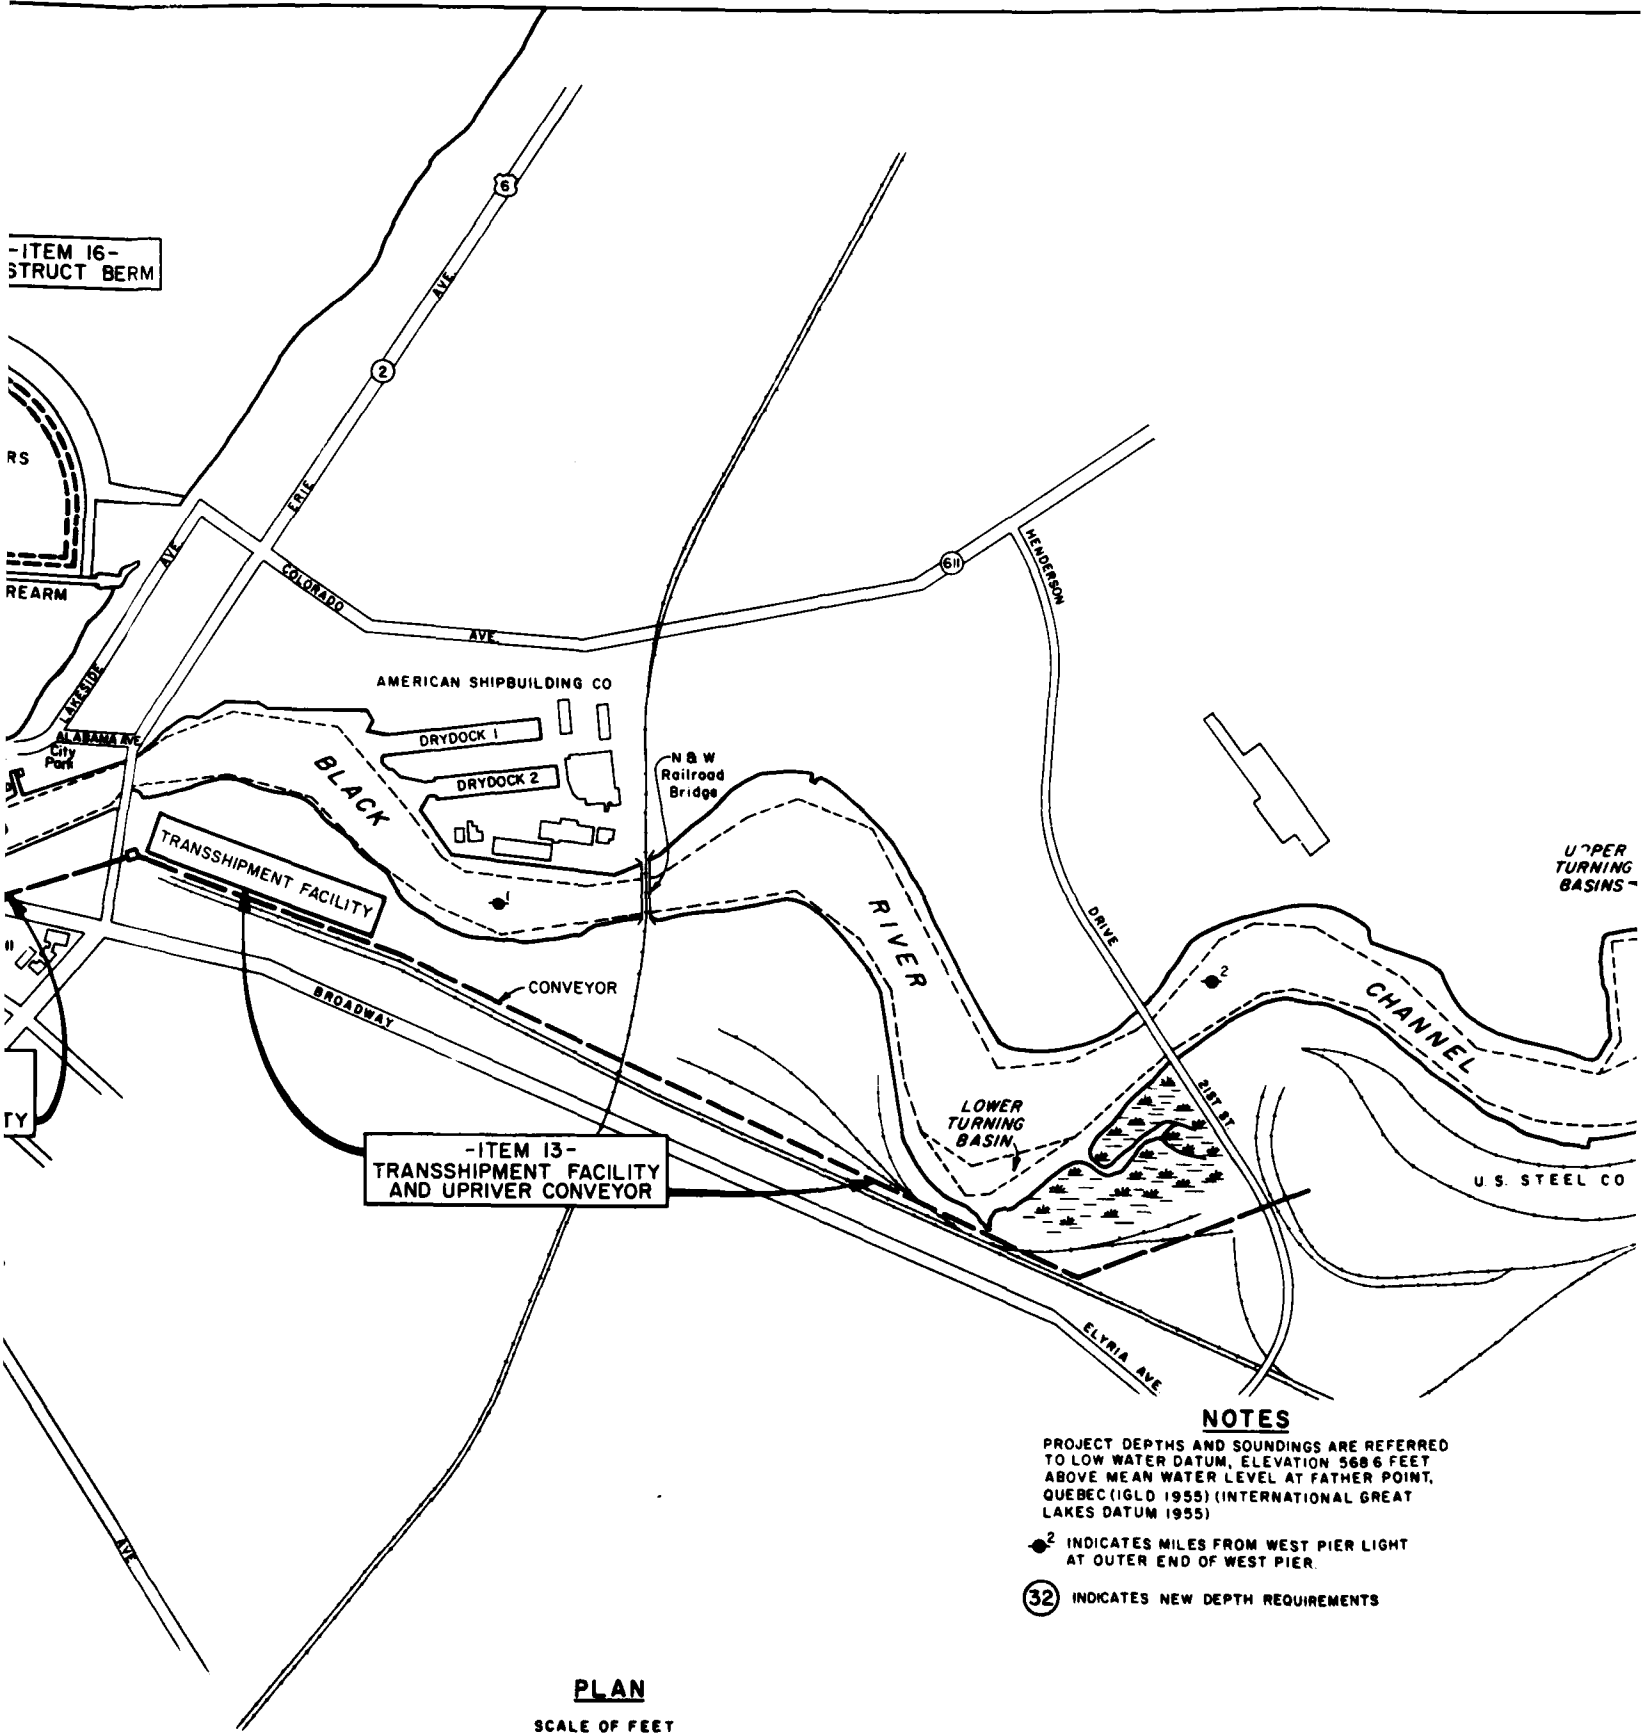 -ITEM 16-
STRUCT BERM
6
AVE.
2
RS
ERIE
AVE.
COLORADO
611
HENDERSON
REARM
AVE.
LAKESIDE
AMERICAN SHIPBUILDING CO
DRYDOCK 1
DRYDOCK 2
ALABAMA AVE
City
Park
BLACK
N & W
Railroad
Bridge
TRANSSHIPMENT FACILITY
1
RIVER
DRIVE
2
UPPER
TURNING
BASINS
CHANNEL
11
CONVEYOR
BROADWAY
TY
LOWER
TURNING
BASIN
21ST ST.
-ITEM 13-
TRANSSHIPMENT FACILITY
AND UPRIVER CONVEYOR
U. S. STEEL CO
ELYRIA AVE
AVE
NOTES
PROJECT DEPTHS AND SOUNDINGS ARE REFERRED
TO LOW WATER DATUM, ELEVATION 568 6 FEET
ABOVE MEAN WATER LEVEL AT FATHER POINT,
QUEBEC (IGLD 1955) (INTERNATIONAL GREAT
LAKES DATUM 1955)
2 INDICATES MILES FROM WEST PIER LIGHT
AT OUTER END OF WEST PIER.
32 INDICATES NEW DEPTH REQUIREMENTS
PLAN
SCALE OF FEET